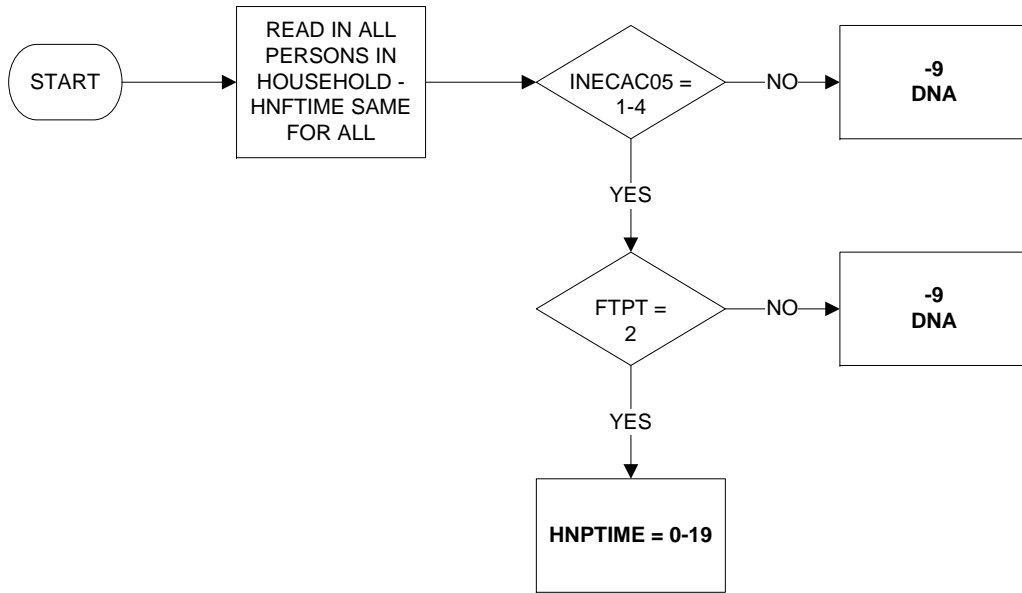 START
READ IN ALL
PERSONS IN
HOUSEHOLD -
HNFTIME SAME
FOR ALL
INECAC05 =
1-4
NO
-9
DNA
YES
FTPT =
2
NO
-9
DNA
YES
HNPTIME = 0-19